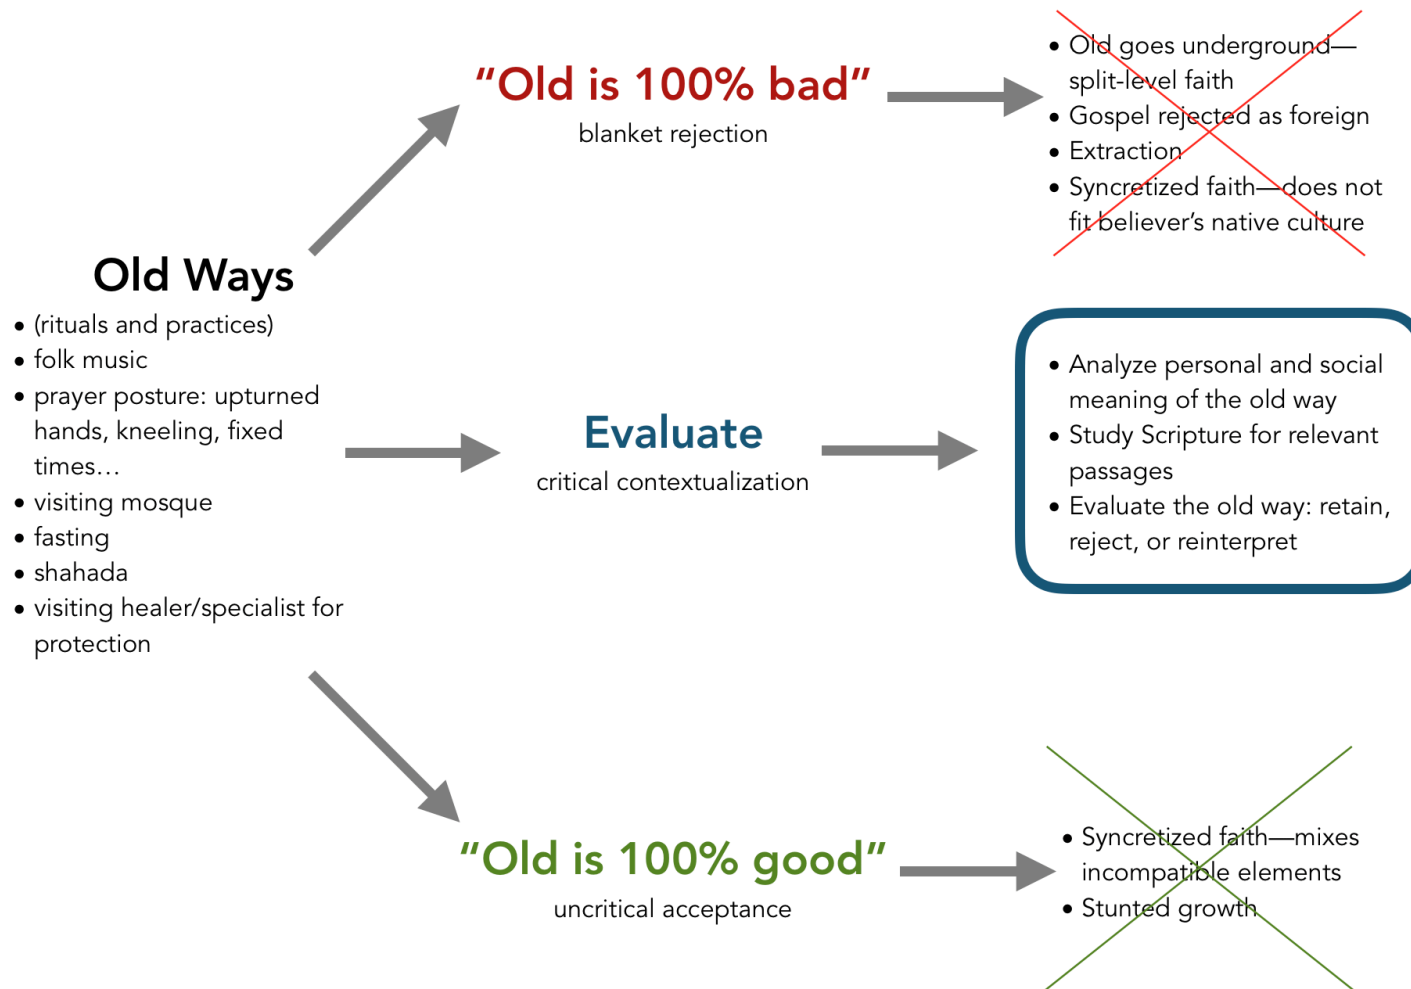 “Old is 100% bad”
blanket rejection
• Old goes underground—
split-level faith
• Gospel rejected as foreign
• Extraction
• Syncretized faith—does not
fit believer’s native culture
Old Ways
• (rituals and practices)
• folk music
• prayer posture: upturned
hands, kneeling, fixed
times…
• visiting mosque
• fasting
• shahada
• visiting healer/specialist for
protection
Evaluate
critical contextualization
• Analyze personal and social
meaning of the old way
• Study Scripture for relevant
passages
• Evaluate the old way: retain,
reject, or reinterpret
“Old is 100% good”
uncritical acceptance
• Syncretized faith—mixes
incompatible elements
• Stunted growth